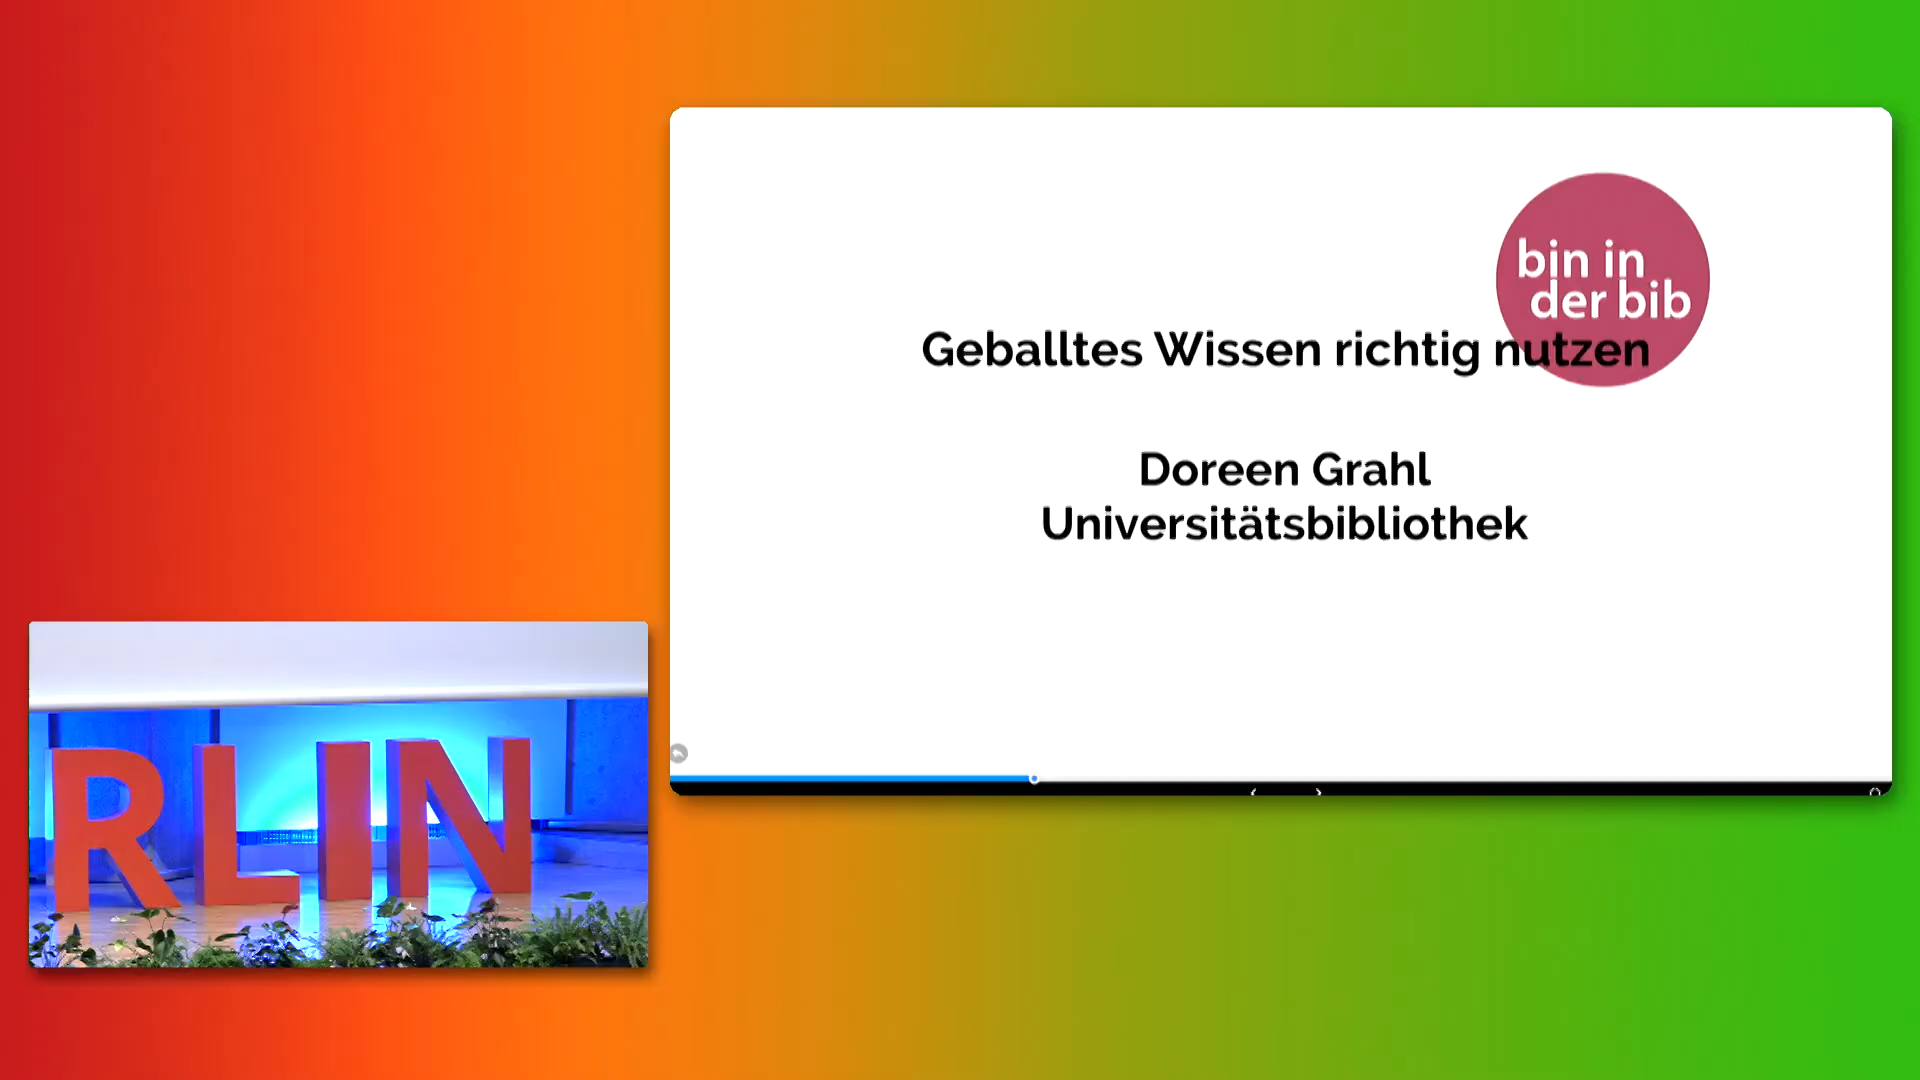 bin in
der bib
Geballtes Wissen richtig nutzen
Doreen Grahl
Universitätsbibliothek
RLIN